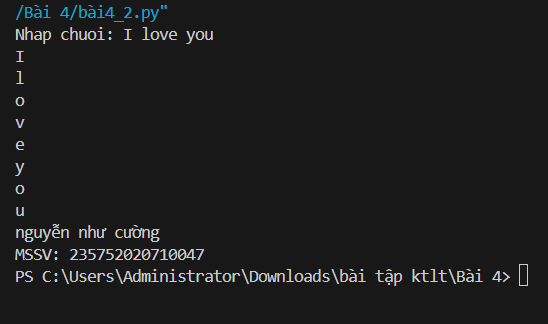 /Bài 4/bài4_2.py"
Nhap chuoi: I love you
I
l
o
v
e
y
o
u
nguyễn như cường
MSSV: 235752020710047
PS C:\Users\Administrator\Downloads\bài tập ktlt\Bài 4>